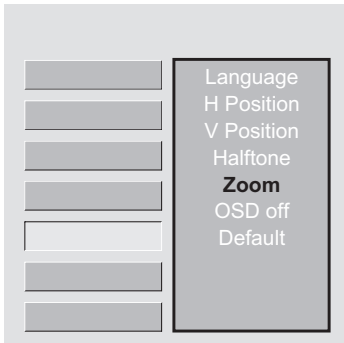 Language
H Position
V Position
Halftone
Zoom
OSD off
Default